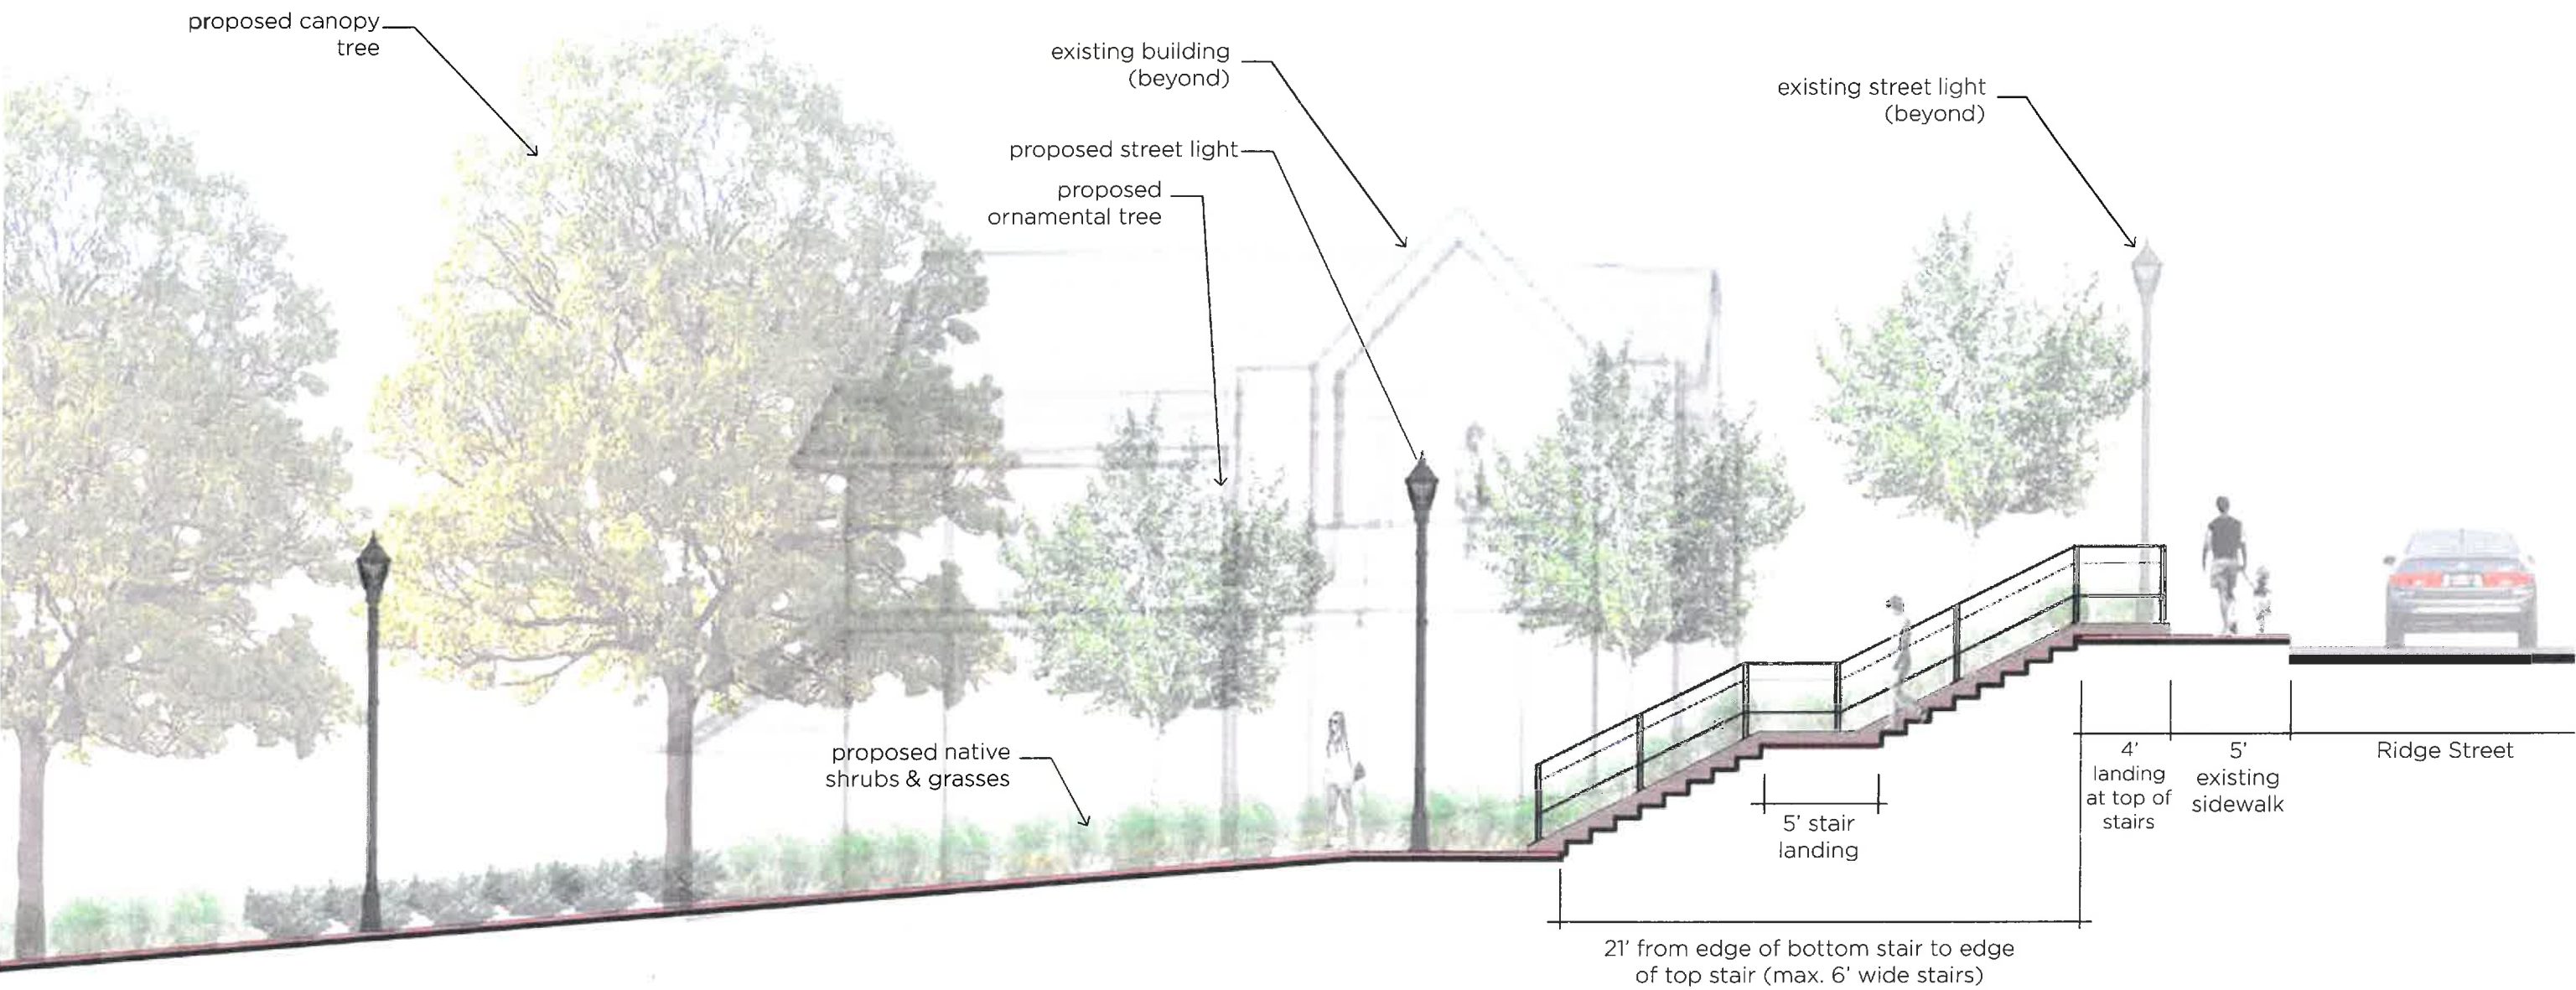 proposed canopy
tree
existing building
(beyond)
existing street light
(beyond)
proposed street light
proposed
ornamental tree
proposed native
shrubs & grasses
4'
landing
at top of
stairs
5'
existing
sidewalk
Ridge Street
5' stair
landing
21' from edge of bottom stair to edge
of top stair (max. 6' wide stairs)